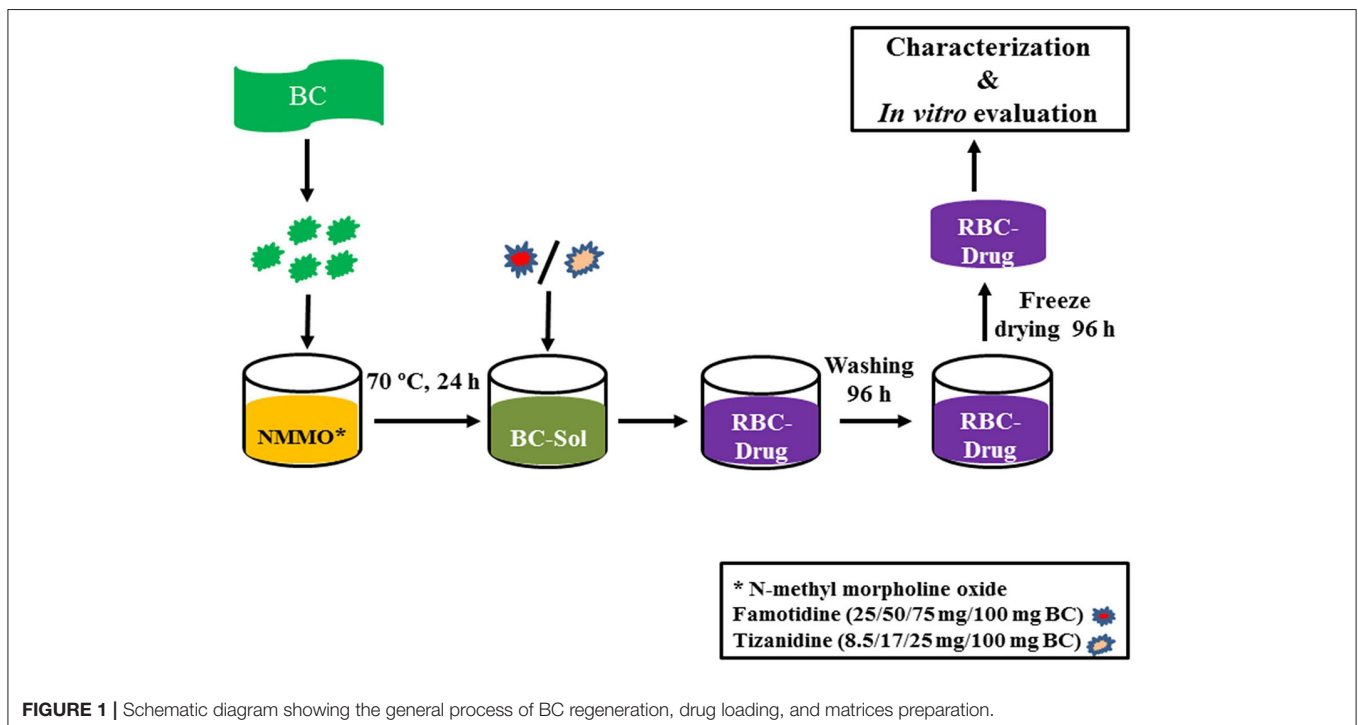 BC
Characterization
&
In vitro evaluation
RBC-
Drug
Freeze
drying 96 h
NMMO*
70 ºC, 24 h
BC-Sol
RBC-
Drug
Washing
96 h
RBC-
Drug
* N-methyl morpholine oxide
Famotidine (25/50/75 mg/100 mg BC)
Tizanidine (8.5/17/25 mg/100 mg BC)
FIGURE 1 | Schematic diagram showing the general process of BC regeneration, drug loading, and matrices preparation.